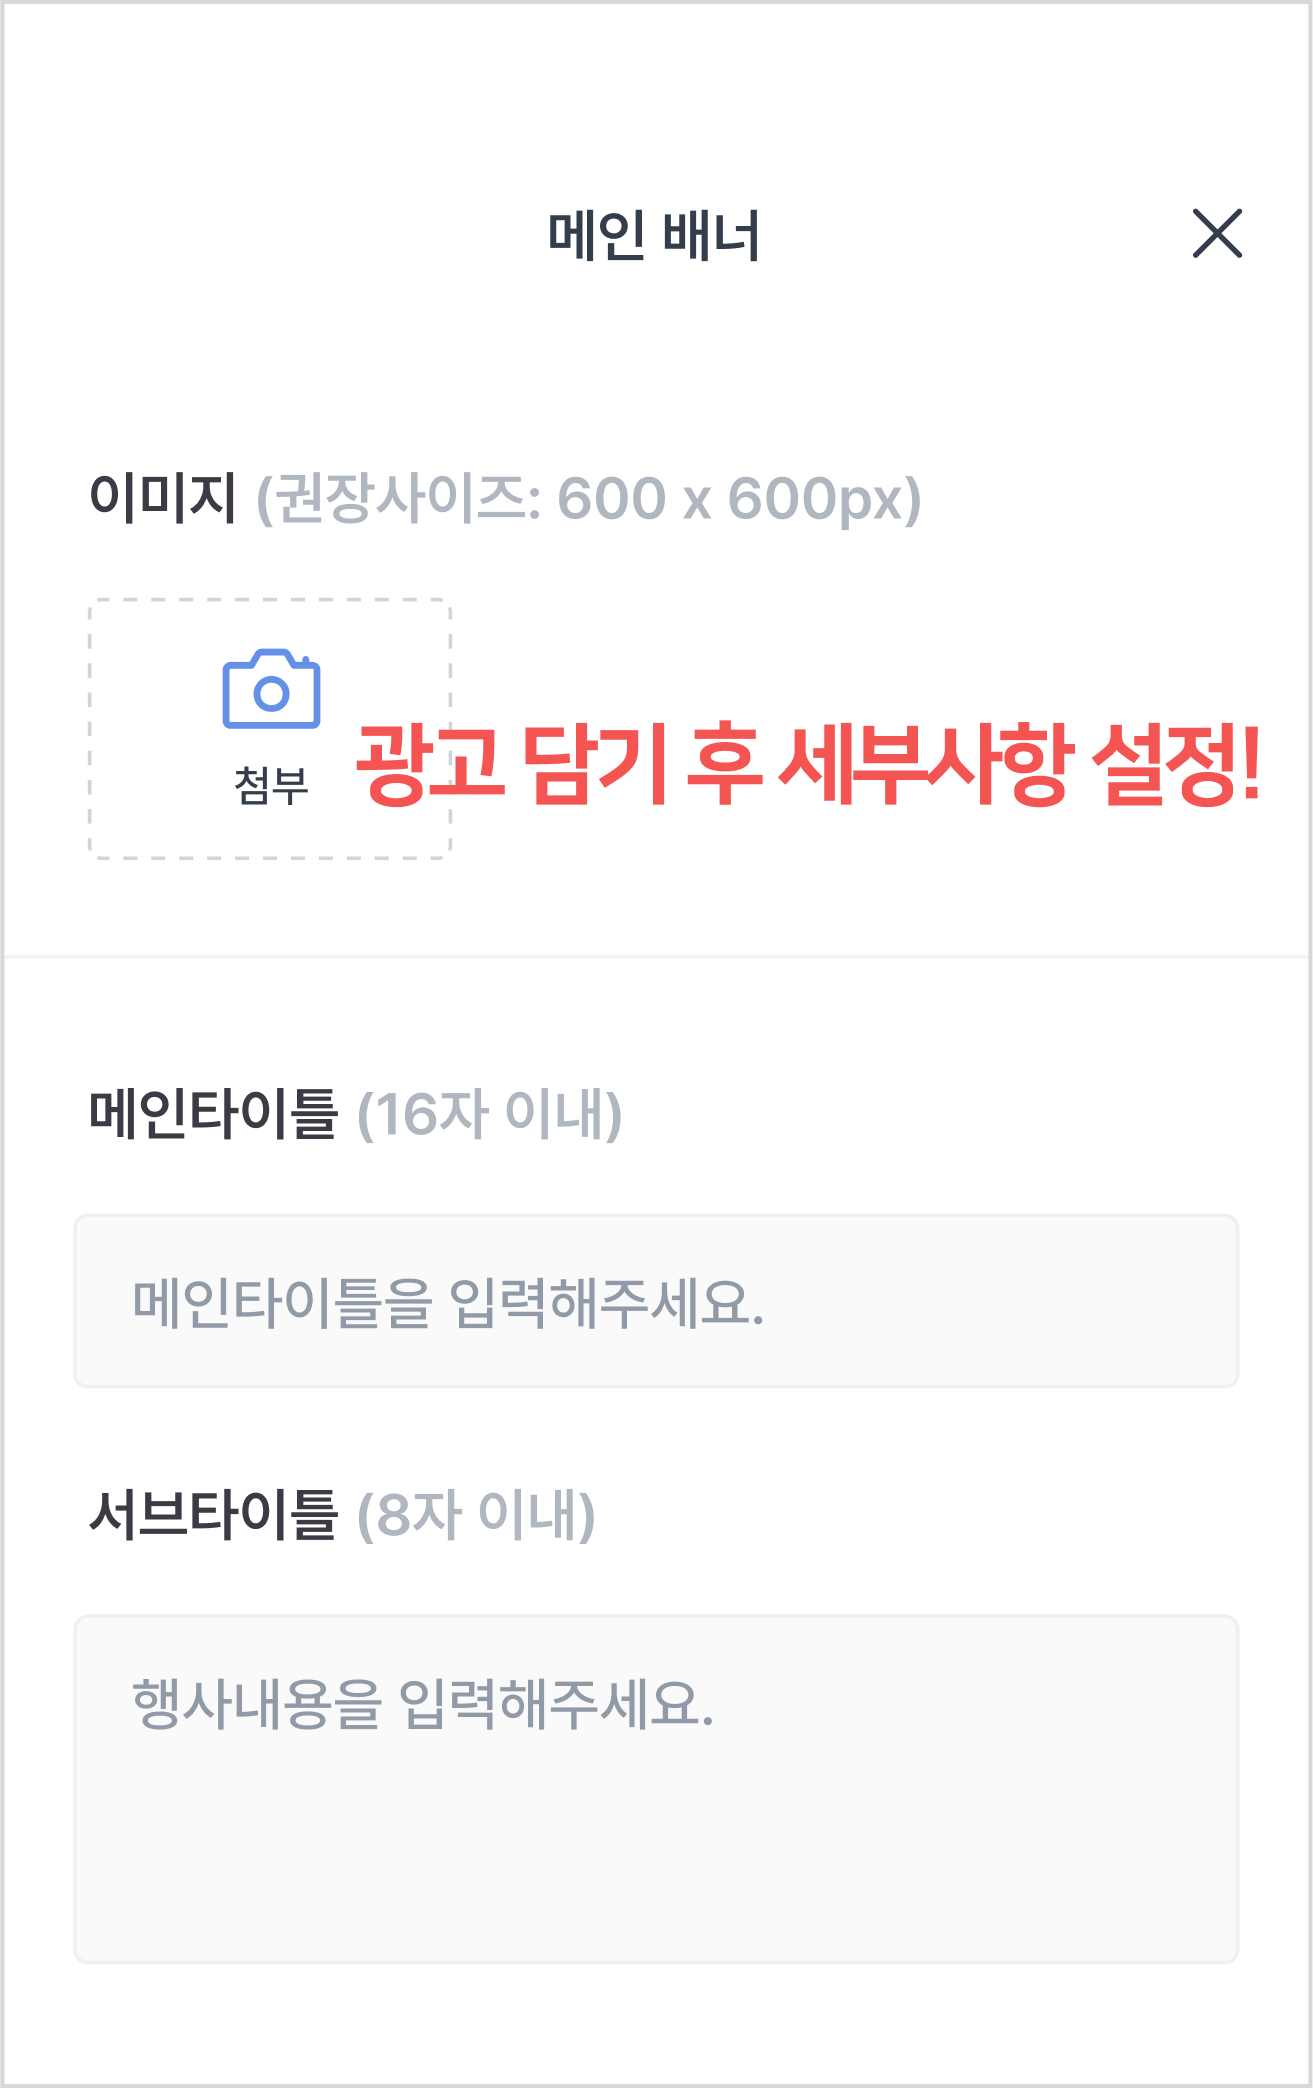 메인 배너
이미지 (권장사이즈: 600 x 600px)
첨부
광고 담기 후 세부사항 설정!
메인타이틀 (16자 이내)
메인타이틀을 입력해주세요.
서브타이틀 (8자 이내)
행사내용을 입력해주세요.